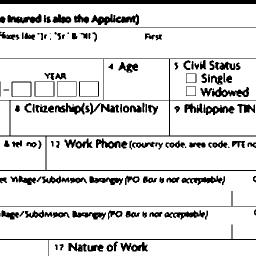 e Insured is also the Applicant)
ffixes like "Jr", "Sr" & "III") First
YEAR
4 Age
5 Civil Status
Single
Widowed
8 Citizenship(s)/Nationality
9 Philippine TIN
& tel no) 12 Work Phone (country code, area code, PTE no
et, Village/Subdivision, Barangay (PO Box is not acceptable)
illage/Subdivision, Barangay (PO Box is not acceptable)
17 Nature of Work